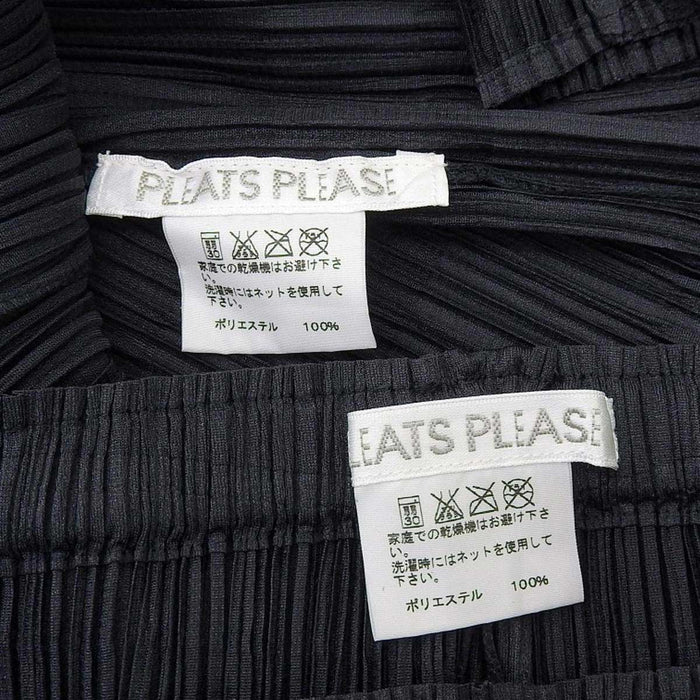 PLEATS PLEASE
30
家庭での乾燥機はお避け下さ
い。
洗濯時にはネットを使用して
下さい。
ポリエステル 100%
LEATS PLEASE
30
家庭での乾燥機はお避け下さ
い。
洗濯時にはネットを使用して
下さい。
ポリエステル 100%